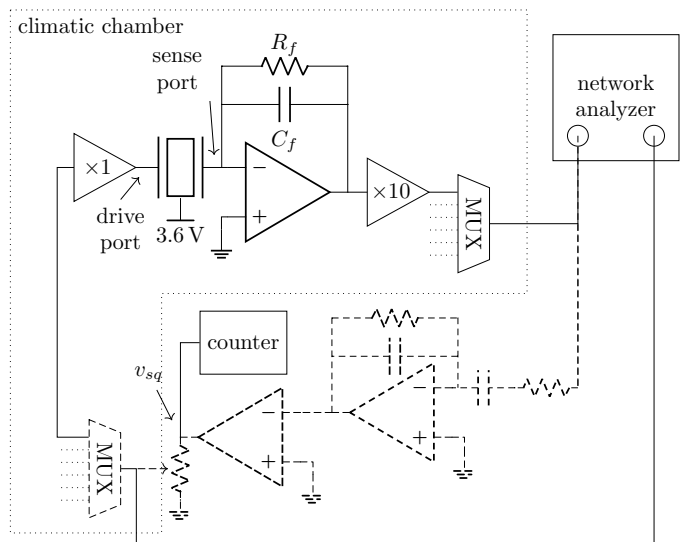 climatic chamber
sense
port
R_f
C_f
network
analyzer
×1
−
+
×10
MUX
drive
port
3.6 V
counter
v_sq
−
+
−
+
MUX